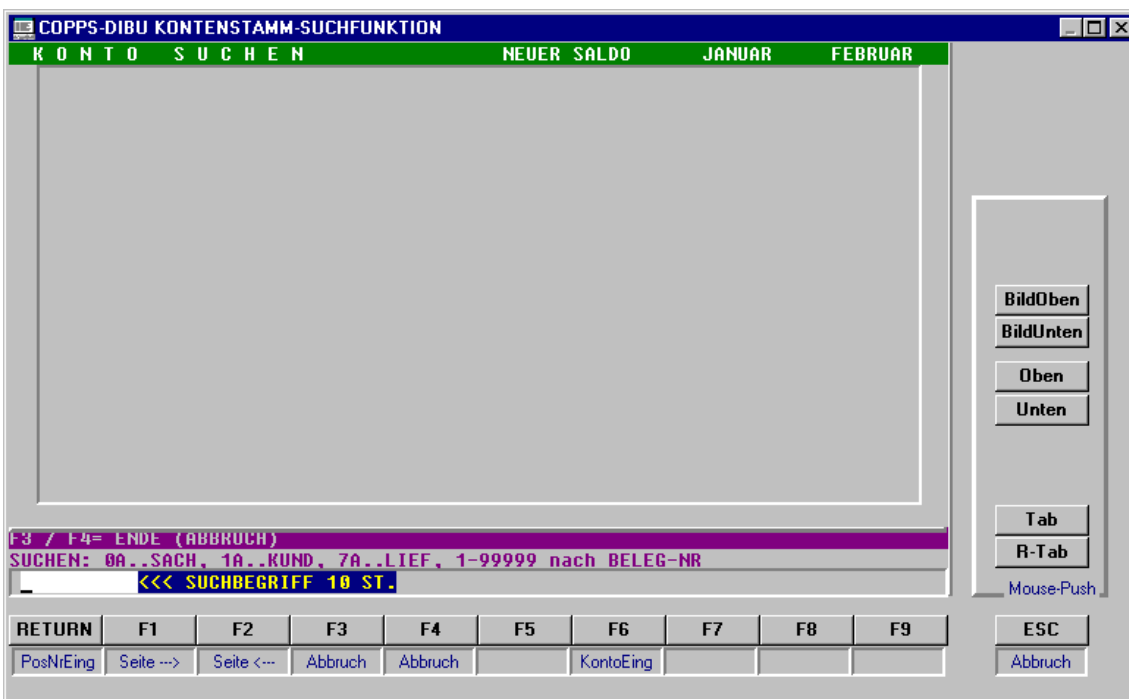 COPPS-DIBU KONTENSTAMM-SUCHFUNKTION
K O N T O   S U C H E N   NEUER SALDO   JANUAR   FEBRUAR
BildOben
BildUnten
Oben
Unten
Tab
R-Tab
Mouse-Push
F3 / F4= ENDE (ABBRUCH)
SUCHEN: 0A..SACH, 1A..KUND, 7A..LIEF, 1-99999 nach BELEG-NR
_ <<< SUCHBEGRIFF 10 ST.
RETURN F1 F2 F3 F4 F5 F6 F7 F8 F9 ESC
PosNrEing Seite ---> Seite <--- Abbruch Abbruch KontoEing Abbruch